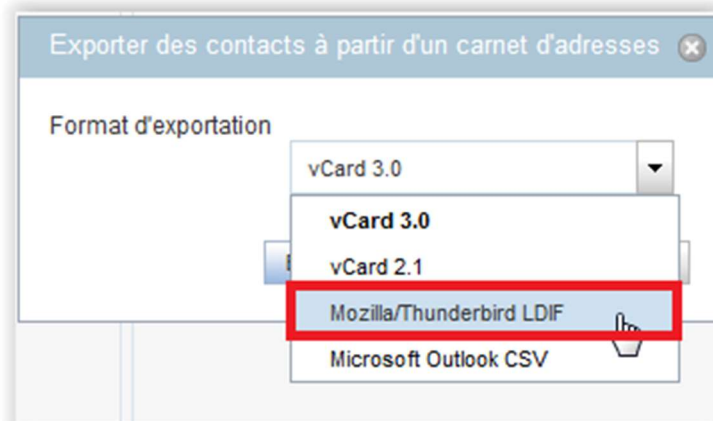 Exporter des contacts à partir d'un carnet d'adresses
Format d'exportation
vCard 3.0
vCard 3.0
vCard 2.1
Mozilla/Thunderbird LDIF
Microsoft Outlook CSV